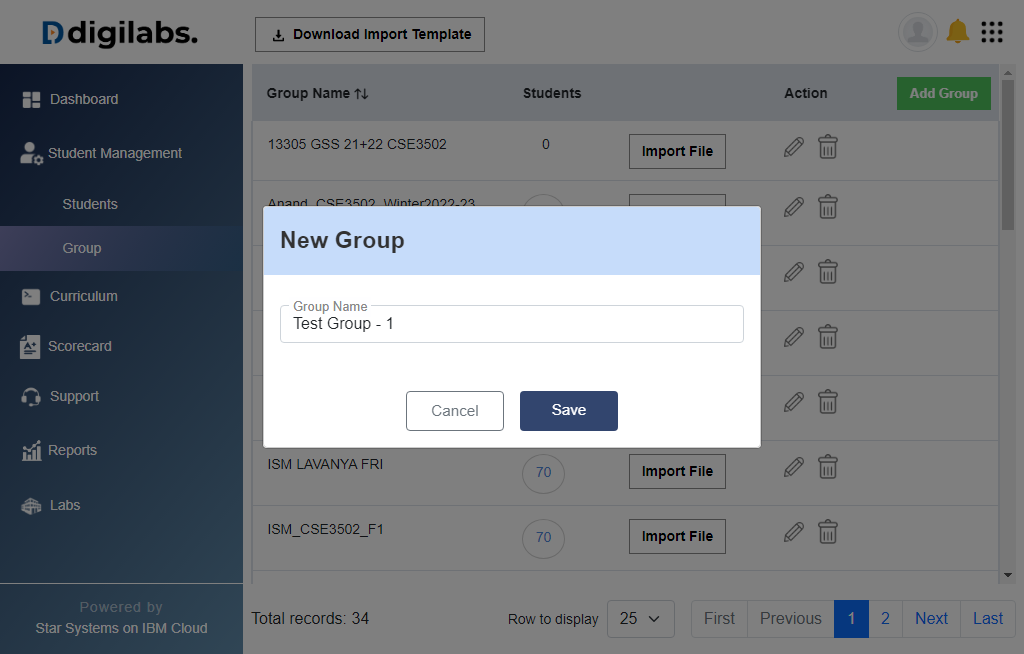 digilabs.
Download Import Template
Dashboard
Student Management
Students
Group
Curriculum
Scorecard
Support
Reports
Labs
Powered by
Star Systems on IBM Cloud
Group Name Students Action Add Group
13305 GSS 21+22 CSE3502 0 Import File
Anand_CSE3502_Winter2022-23
New Group
Group Name
Test Group - 1
Cancel Save
ISM LAVANYA FRI 70 Import File
ISM_CSE3502_F1 70 Import File
Total records: 34 Row to display 25 First Previous 1 2 Next Last